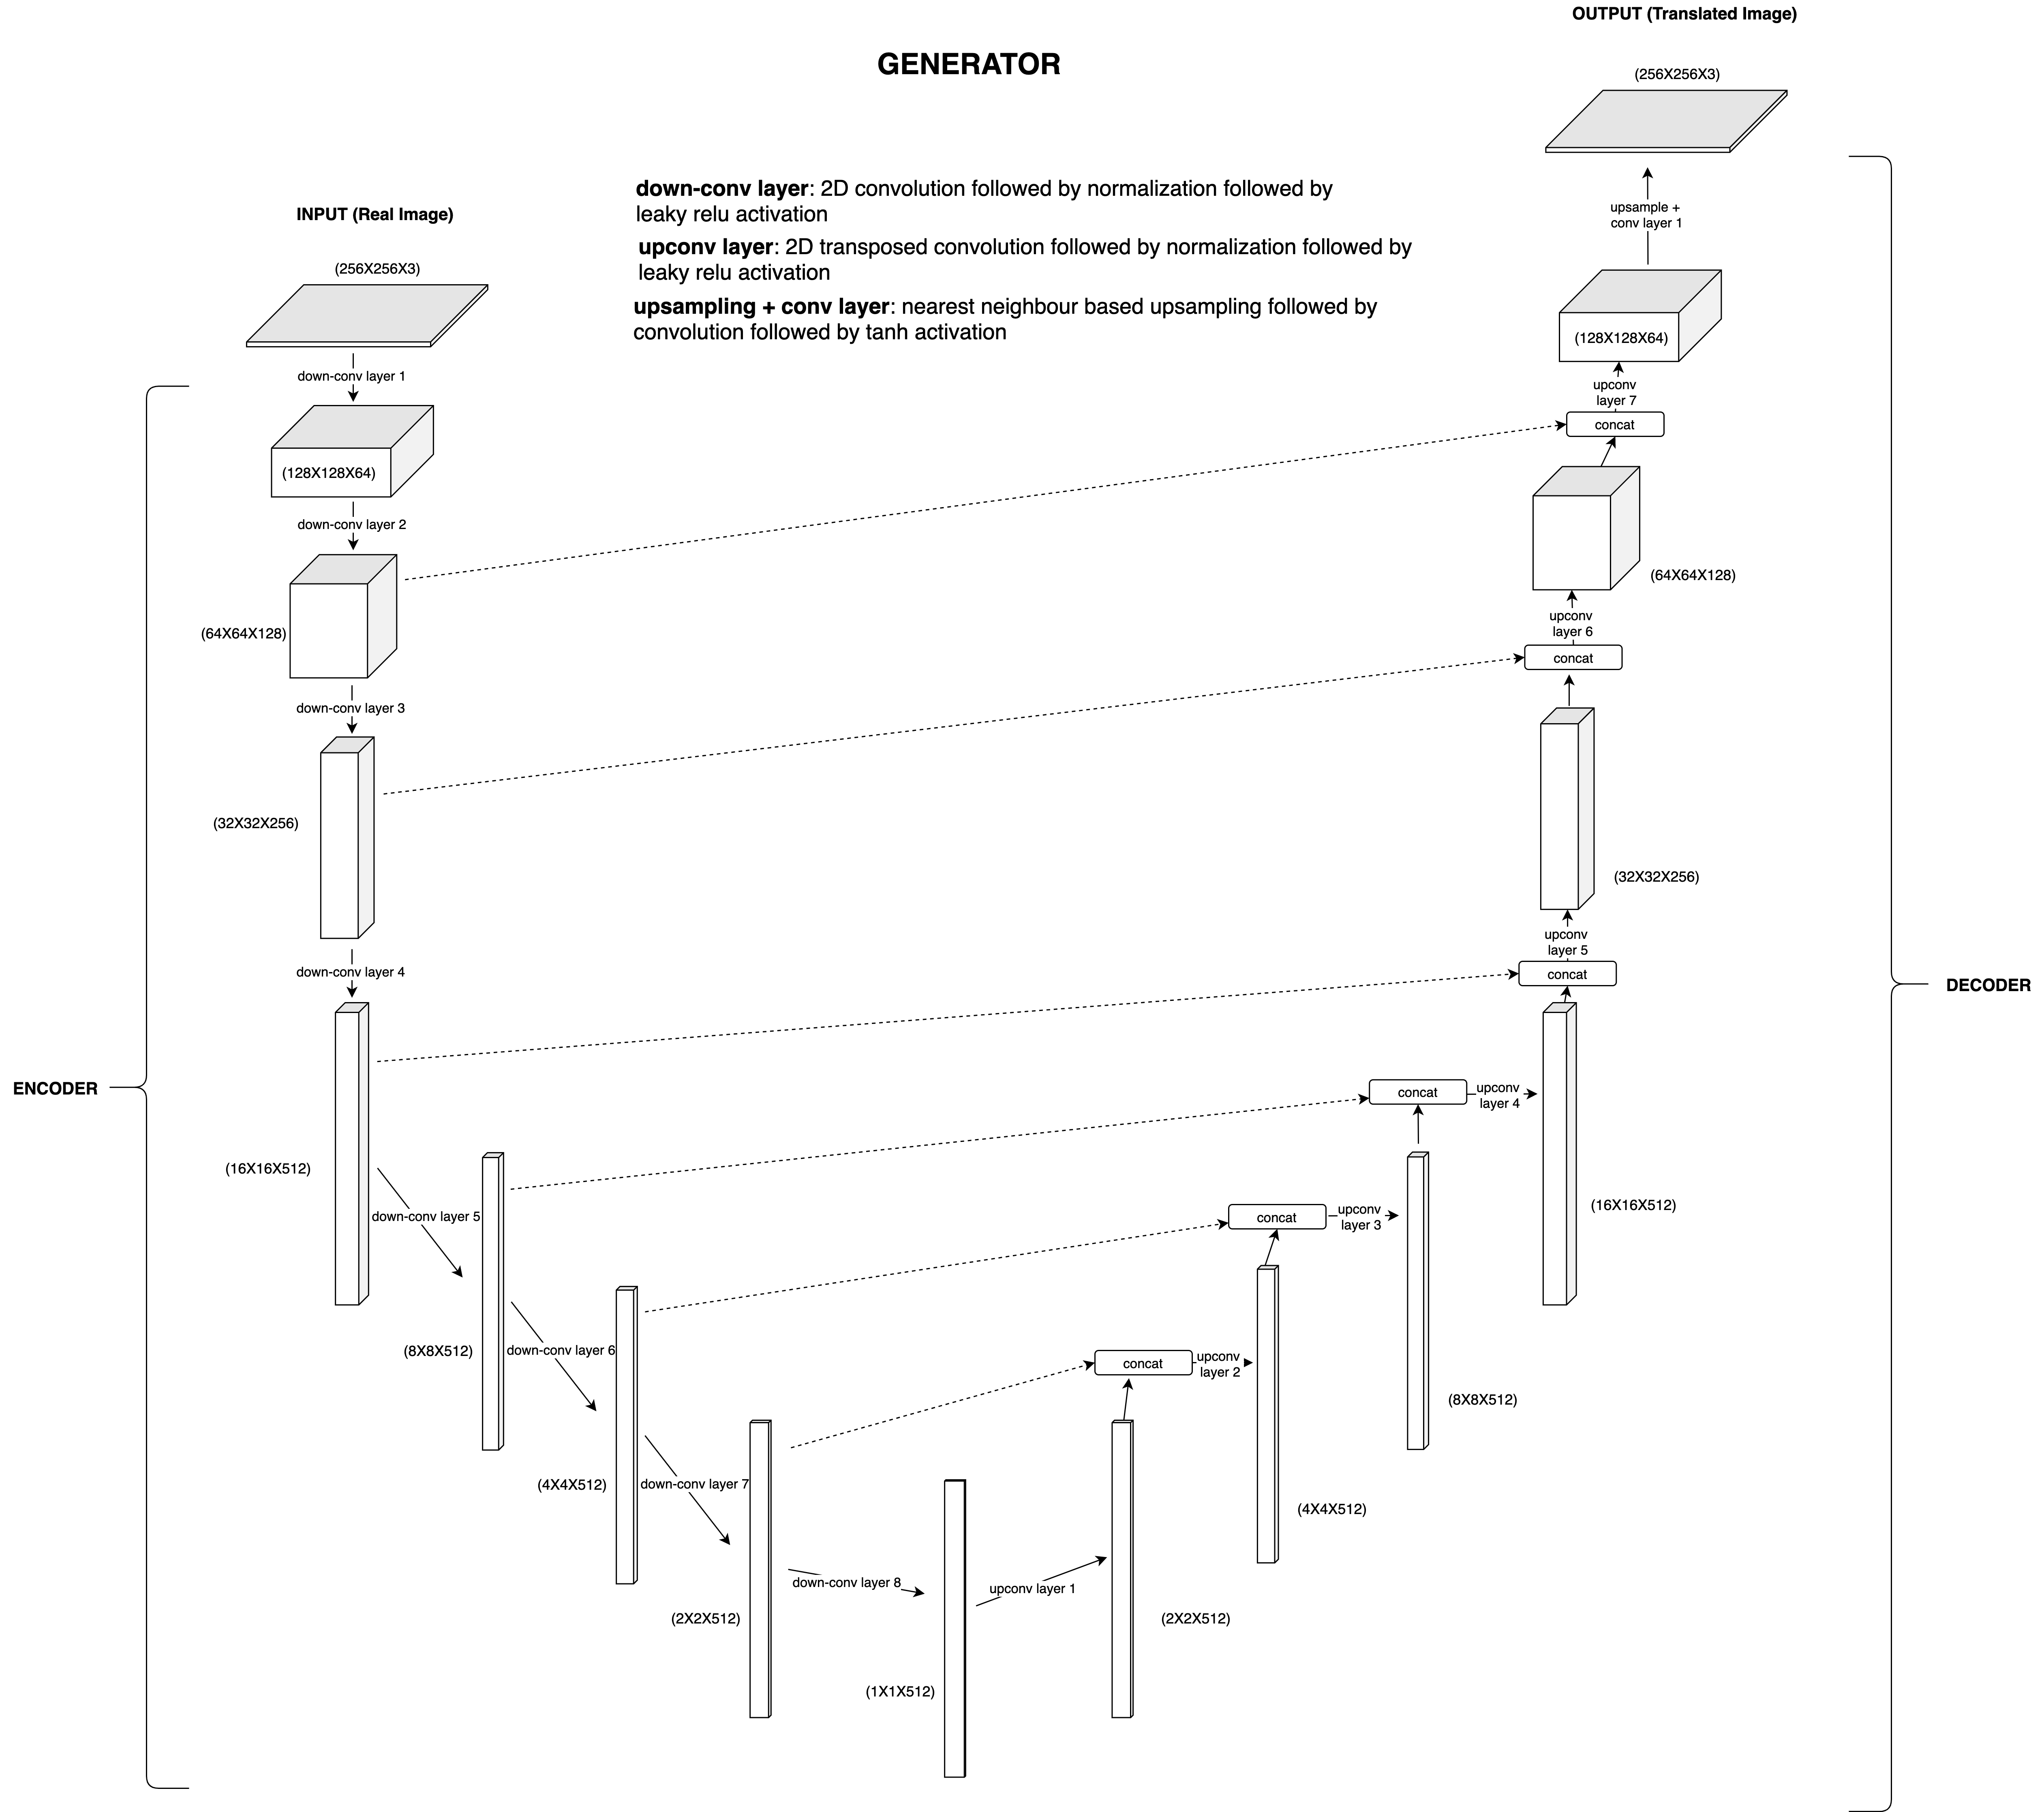 OUTPUT (Translated Image)
GENERATOR
(256X256X3)
down-conv layer: 2D convolution followed by normalization followed by
leaky relu activation
upconv layer: 2D transposed convolution followed by normalization followed by
leaky relu activation
upsampling + conv layer: nearest neighbour based upsampling followed by
convolution followed by tanh activation
INPUT (Real Image)
(256X256X3)
down-conv layer 1
(128X128X64)
down-conv layer 2
(64X64X128)
down-conv layer 3
(32X32X256)
down-conv layer 4
ENCODER
(16X16X512)
down-conv layer 5
(8X8X512)
down-conv layer 6
(4X4X512)
down-conv layer 7
(2X2X512)
down-conv layer 8
(1X1X512)
upconv layer 1
(2X2X512)
concat
upconv
layer 2
(4X4X512)
concat
upconv
layer 3
(8X8X512)
concat
upconv
layer 4
(16X16X512)
concat
upconv
layer 5
(32X32X256)
concat
upconv
layer 6
(64X64X128)
concat
upconv
layer 7
(128X128X64)
upsample +
conv layer 1
DECODER